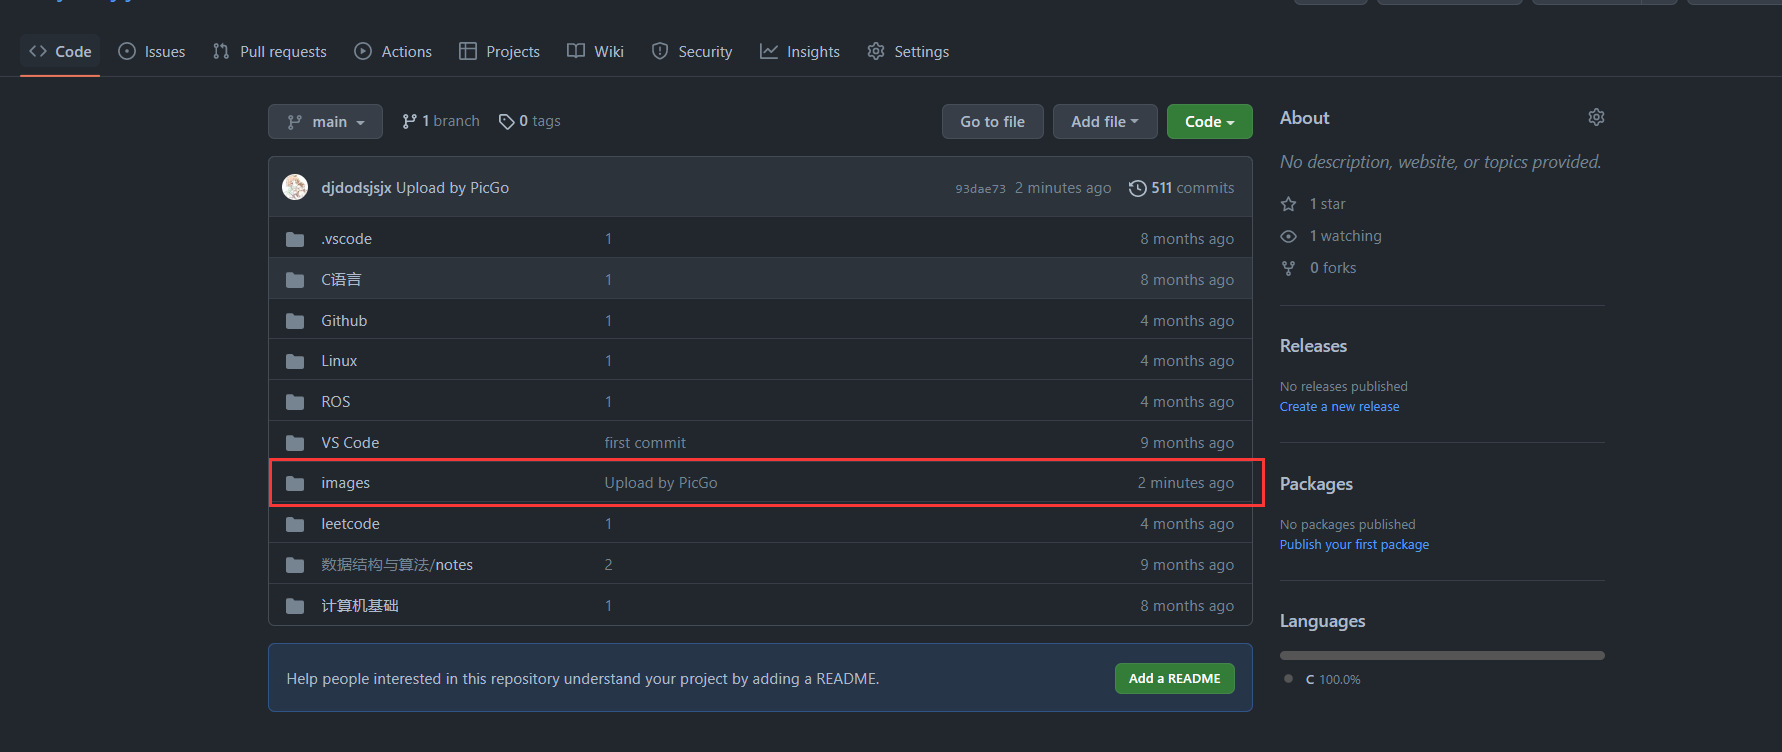 Code Issues Pull requests Actions Projects Wiki Security Insights Settings
main 1 branch 0 tags Go to file Add file Code
djdodsjsjx Upload by PicGo 93dae73 2 minutes ago 511 commits
.vscode 1 8 months ago
C语言 1 8 months ago
Github 1 4 months ago
Linux 1 4 months ago
ROS 1 4 months ago
VS Code first commit 9 months ago
images Upload by PicGo 2 minutes ago
leetcode 1 4 months ago
数据结构与算法/notes 2 9 months ago
计算机基础 1 8 months ago
Help people interested in this repository understand your project by adding a README. Add a README
About
No description, website, or topics provided.
1 star
1 watching
0 forks
Releases
No releases published
Create a new release
Packages
No packages published
Publish your first package
Languages
C 100.0%